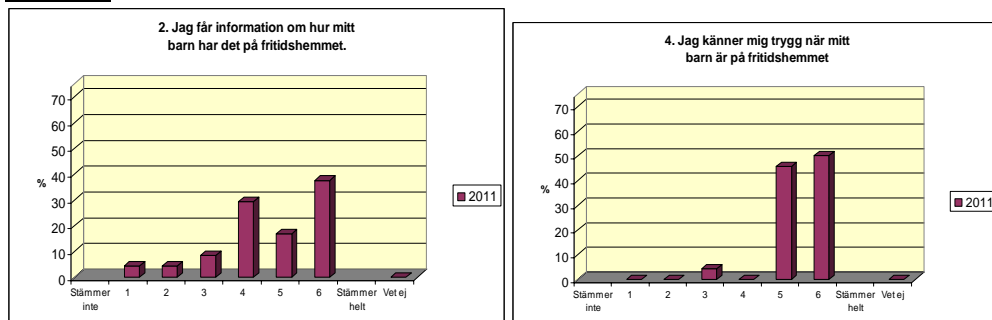 2. Jag får information om hur mitt
barn har det på fritidshemmet.
70
60
50
40
30
20
10
0
%
Stämmer
inte
1
2
3
4
5
6
Stämmer
helt
Vet ej
2011
4. Jag känner mig trygg när mitt
barn är på fritidshemmet
70
60
50
40
30
20
10
0
%
Stämmer
inte
1
2
3
4
5
6
Stämmer
helt
Vet ej
2011